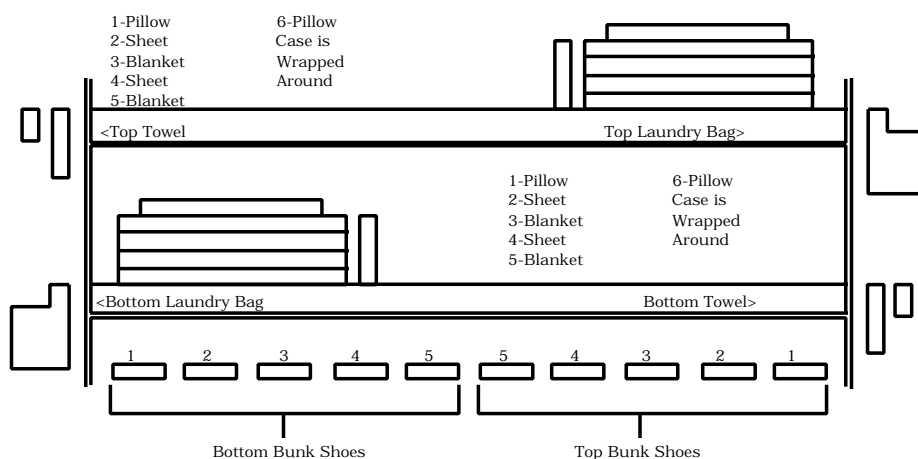 1-Pillow
2-Sheet
3-Blanket
4-Sheet
5-Blanket
6-Pillow
Case is
Wrapped
Around
<Top Towel
Top Laundry Bag>
1-Pillow
2-Sheet
3-Blanket
4-Sheet
5-Blanket
6-Pillow
Case is
Wrapped
Around
<Bottom Laundry Bag
Bottom Towel>
1 2 3 4 5 5 4 3 2 1
Bottom Bunk Shoes
Top Bunk Shoes